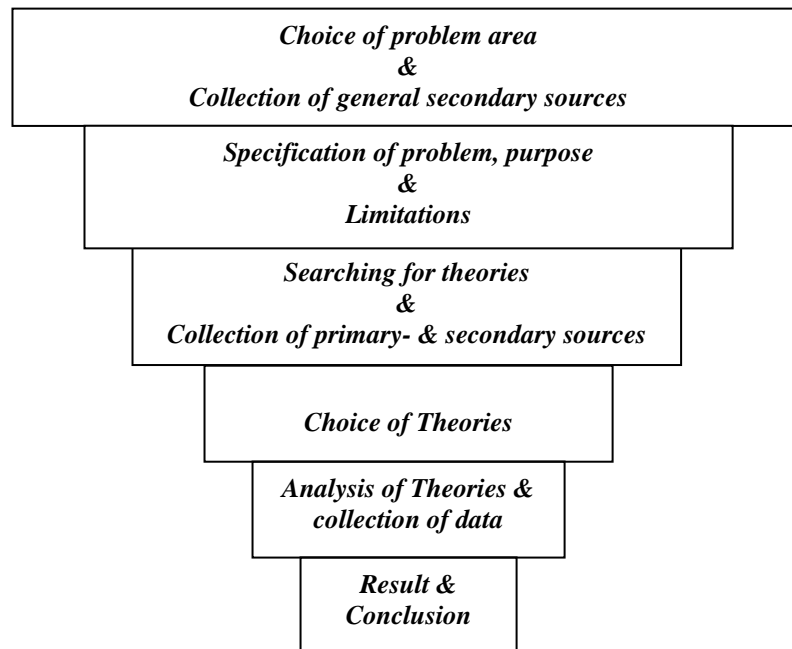 Choice of problem area
&
Collection of general secondary sources
Specification of problem, purpose
&
Limitations
Searching for theories
&
Collection of primary- & secondary sources
Choice of Theories
Analysis of Theories &
collection of data
Result &
Conclusion